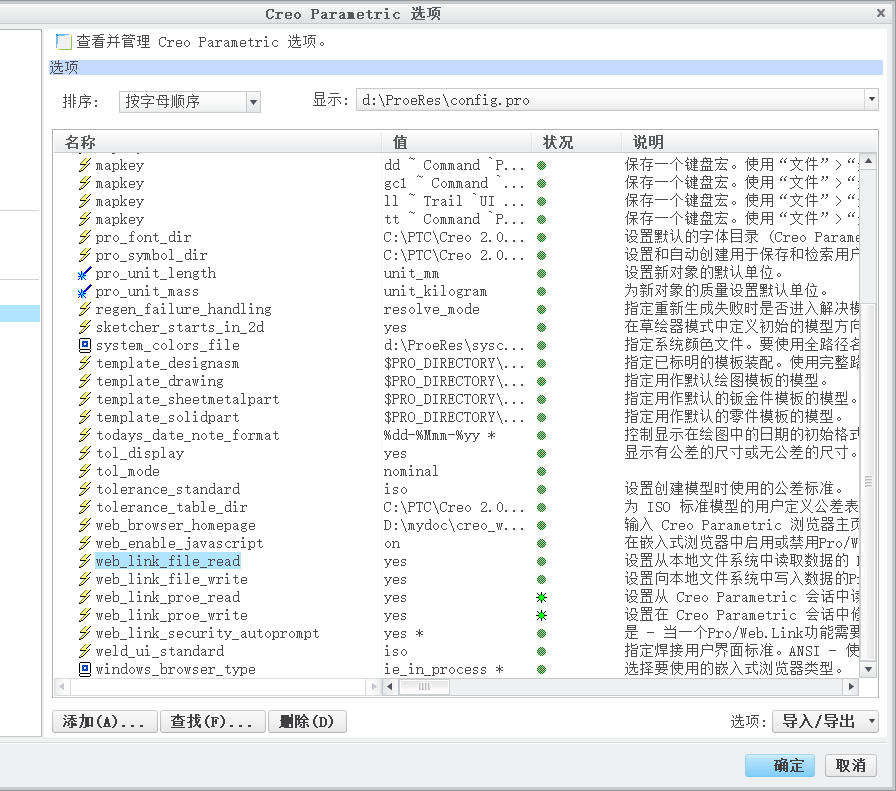 Creo Parametric 选项
查看并管理 Creo Parametric 选项。
选项
排序: 按字母顺序 显示: d:\ProeRes\config.pro
名称 值 状况 说明
mapkey dd ~ Command `P... 保存一个键盘宏。使用“文件”>“
mapkey gc1 ~ Command `... 保存一个键盘宏。使用“文件”>“
mapkey ll ~ Trail `UI ... 保存一个键盘宏。使用“文件”>“
mapkey tt ~ Command `P... 保存一个键盘宏。使用“文件”>“
pro_font_dir C:\PTC\Creo 2.0... 设置默认的字体目录 (Creo Parame
pro_symbol_dir C:\PTC\Creo 2.0... 设置和自动创建用于保存和检索用户
pro_unit_length unit_mm 设置新对象的默认单位。
pro_unit_mass unit_kilogram 为新对象的质量设置默认单位。
regen_failure_handling resolve_mode 指定重新生成失败时是否进入解决模
sketcher_starts_in_2d yes 在草绘器模式中定义初始的模型方向
system_colors_file d:\ProeRes\sysc... 指定系统颜色文件。要使用全路径名
template_designasm $PRO_DIRECTORY\... 指定已标明的模板装配。使用完整路
template_drawing $PRO_DIRECTORY\... 指定用作默认绘图模板的模型。
template_sheetmetalpart $PRO_DIRECTORY\... 指定用作默认的钣金件模板的模型。
template_solidpart $PRO_DIRECTORY\... 指定用作默认的零件模板的模型。
todays_date_note_format %dd-%Mmm-%yy * 控制显示在绘图中的日期的初始格式
tol_display yes 显示有公差的尺寸或无公差的尺寸。
tol_mode nominal
tolerance_standard iso 设置创建模型时使用的公差标准。
tolerance_table_dir C:\PTC\Creo 2.0... 为 ISO 标准模型的用户定义公差表
web_browser_homepage D:\mydoc\creo_w... 输入 Creo Parametric 浏览器主页
web_enable_javascript on 在嵌入式浏览器中启用或禁用Pro/W
web_link_file_read yes 设置从本地文件系统中读取数据的
web_link_file_write yes 设置向本地文件系统中写入数据的P
web_link_proe_read yes 设置从 Creo Parametric 会话中读
web_link_proe_write yes 设置在 Creo Parametric 会话中修
web_link_security_autoprompt yes * 是 - 当一个Pro/Web.Link功能需要
weld_ui_standard iso 指定焊接用户界面标准。ANSI - 使
windows_browser_type ie_in_process * 选择要使用的嵌入式浏览器类型。
添加(A)... 查找(F)... 删除(D) 选项: 导入/导出
确定 取消